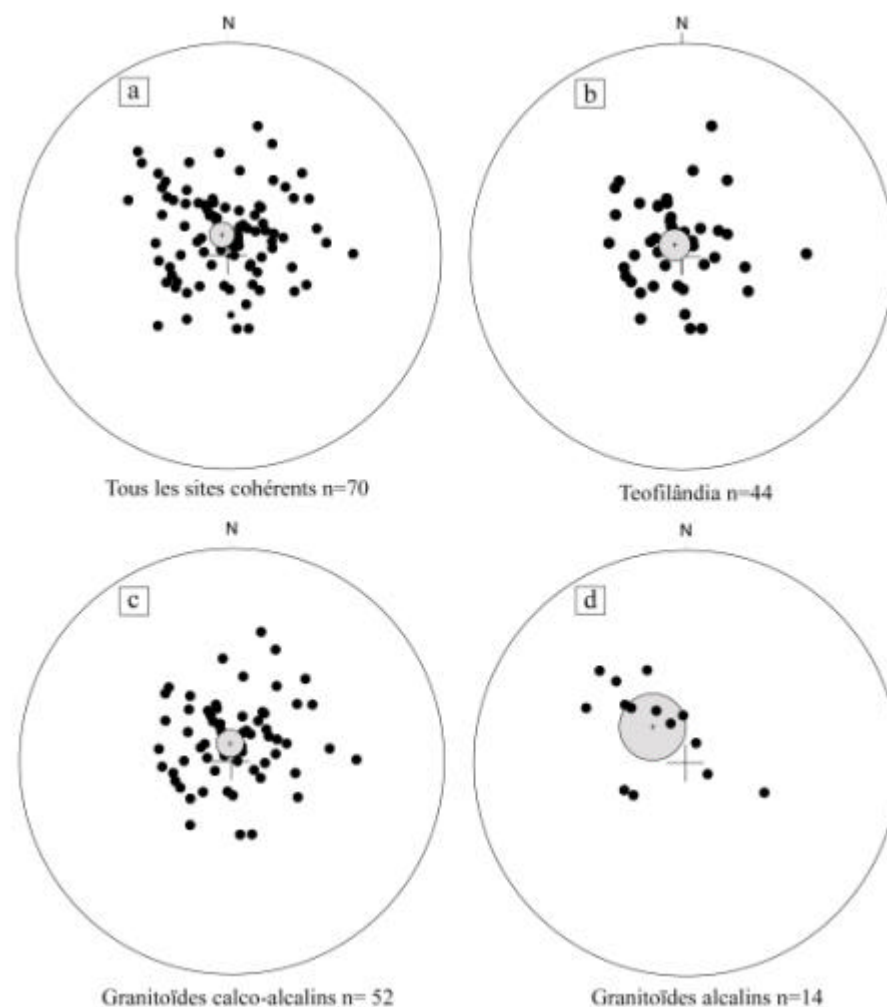 N
N
a
b
Tous les sites cohérents n=70
Teofilândia n=44
N
N
c
d
Granitoïdes calco-alcalins n= 52
Granitoïdes alcalins n=14